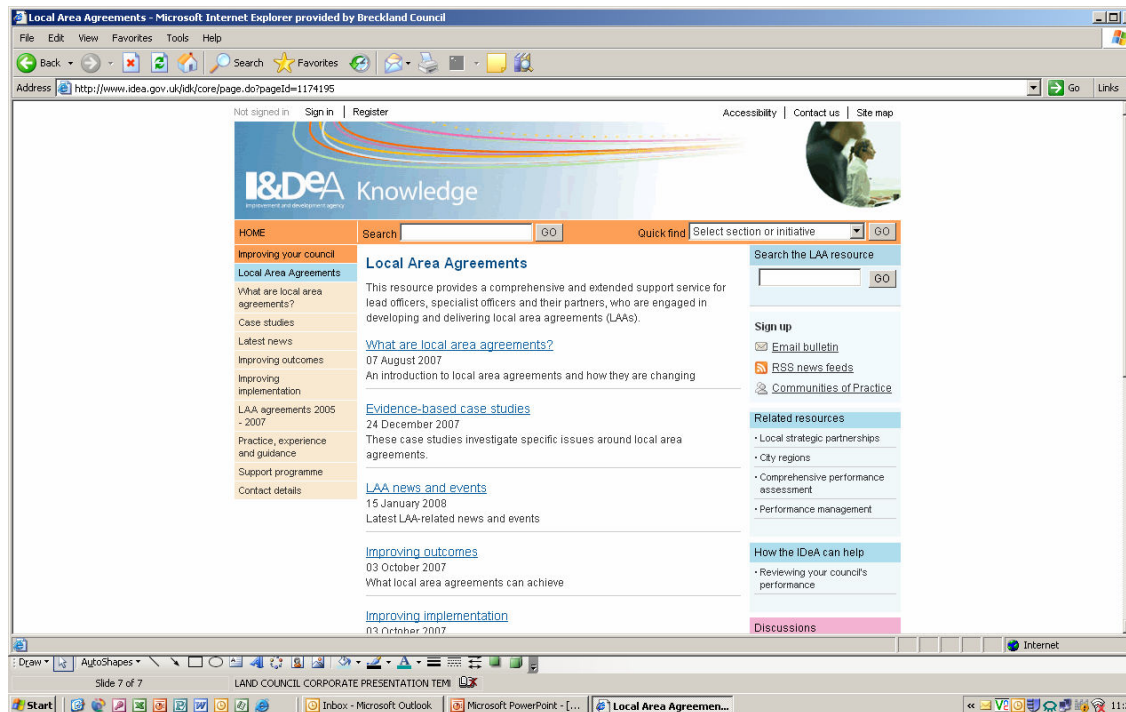 Local Area Agreements - Microsoft Internet Explorer provided by Breckland Council
File Edit View Favorites Tools Help
Back Search Favorites
Address http://www.idea.gov.uk/idk/core/page.do?pageId=1174195 Go Links
Not signed in Sign in | Register Accessibility | Contact us | Site map
I&DeA Knowledge
improvement and development agency
HOME Search GO Quick find Select section or initiative GO
Improving your council
Local Area Agreements
What are local area
agreements?
Case studies
Latest news
Improving outcomes
Improving
implementation
LAA agreements 2005
- 2007
Practice, experience
and guidance
Support programme
Contact details
Local Area Agreements
This resource provides a comprehensive and extended support service for
lead officers, specialist officers and their partners, who are engaged in
developing and delivering local area agreements (LAAs).
What are local area agreements?
07 August 2007
An introduction to local area agreements and how they are changing
Evidence-based case studies
24 December 2007
These case studies investigate specific issues around local area
agreements.
LAA news and events
15 January 2008
Latest LAA-related news and events
Improving outcomes
03 October 2007
What local area agreements can achieve
Improving implementation
03 October 2007
Search the LAA resource
GO
Sign up
Email bulletin
RSS news feeds
Communities of Practice
Related resources
· Local strategic partnerships
· City regions
· Comprehensive performance
assessment
· Performance management
How the IDeA can help
· Reviewing your council's
performance
Discussions
Internet
Draw AutoShapes
Slide 7 of 7 LAND COUNCIL CORPORATE PRESENTATION TEMI
Start Inbox - Microsoft Outlook Microsoft PowerPoint - [... Local Area Agreemen... 11: